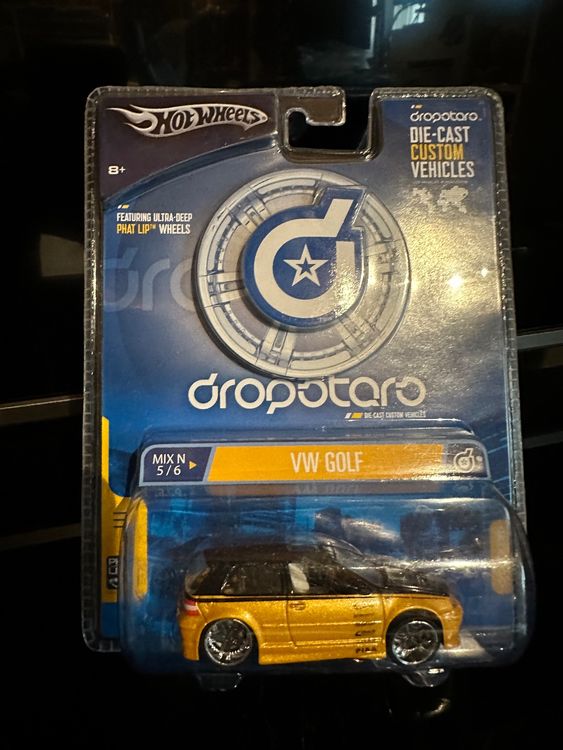 HOT WHEELS
8+
FEATURING ULTRA-DEEP
PHAT LIP™ WHEELS
dropstars™
DIE-CAST
CUSTOM
VEHICLES
d
dropstars
DIE-CAST CUSTOM VEHICLES
MIX N
5/6
VW GOLF